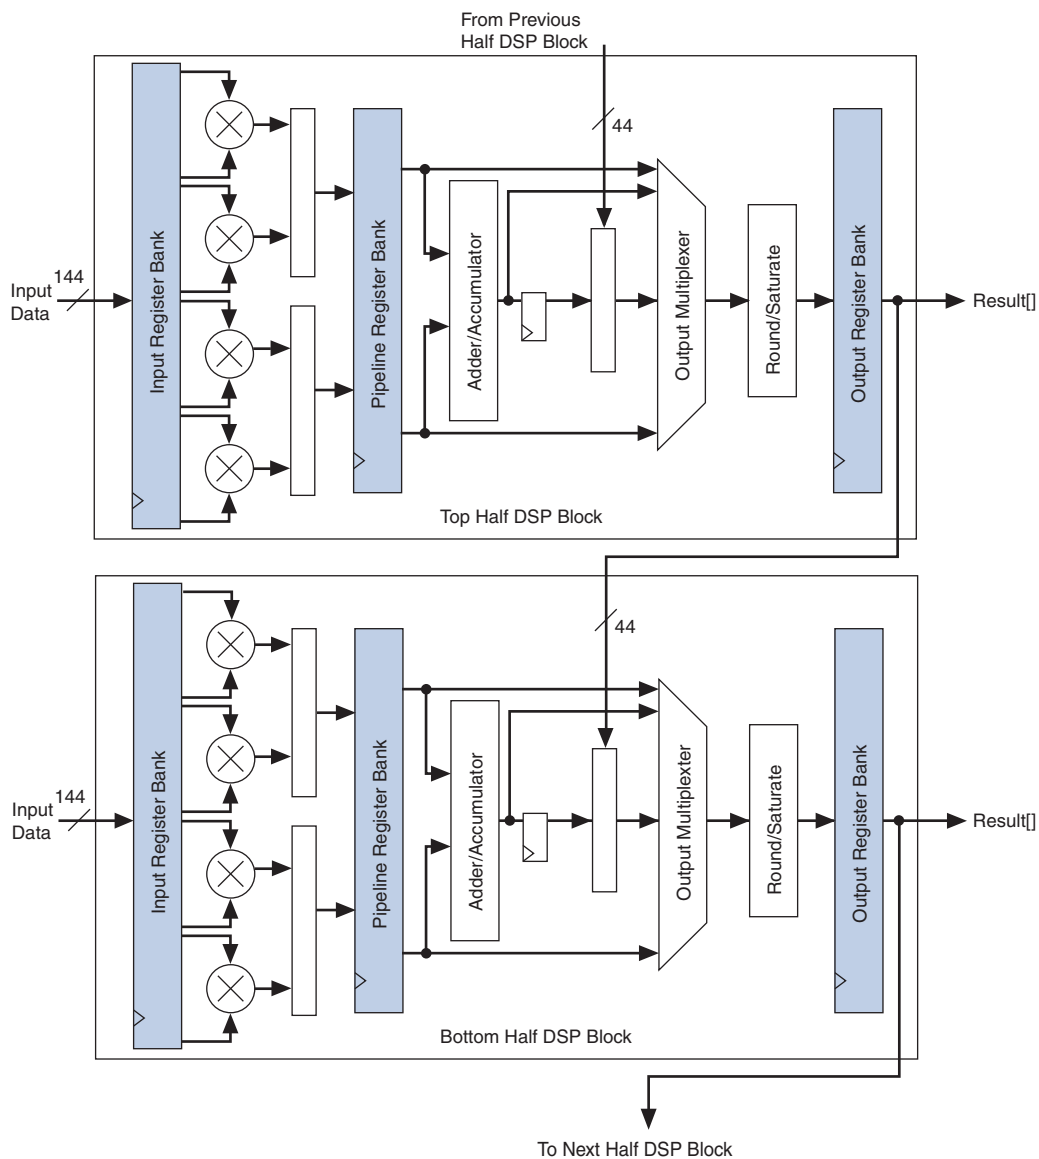 From Previous
Half DSP Block
44
144
Input
Data
Input Register Bank
Pipeline Register Bank
Adder/Accumulator
Output Multiplexer
Round/Saturate
Output Register Bank
Result[]
Top Half DSP Block
44
144
Input
Data
Input Register Bank
Pipeline Register Bank
Adder/Accumulator
Output Multiplexter
Round/Saturate
Output Register Bank
Result[]
Bottom Half DSP Block
To Next Half DSP Block